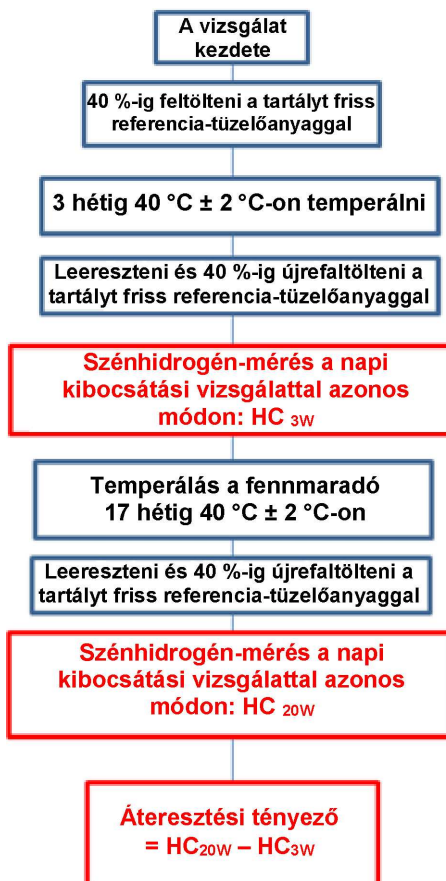 A vizsgálat
kezdete
40 %-ig feltölteni a tartályt friss
referencia-tüzelőanyaggal
3 hétig 40 °C ± 2 °C-on temperálni
Leereszteni és 40 %-ig újrefaltölteni a
tartályt friss referencia-tüzelőanyaggal
Szénhidrogén-mérés a napi
kibocsátási vizsgálattal azonos
módon: HC 3W
Temperálás a fennmaradó
17 hétig 40 °C ± 2 °C-on
Leereszteni és 40 %-ig újrefaltölteni a
tartályt friss referencia-tüzelőanyaggal
Szénhidrogén-mérés a napi
kibocsátási vizsgálattal azonos
módon: HC 20W
Áteresztési tényező
= HC20W – HC3W